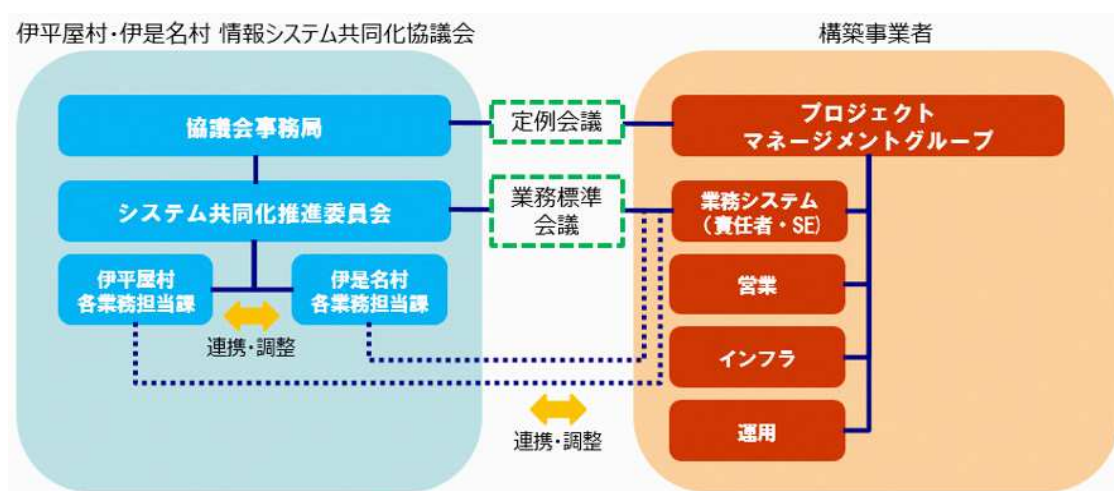 伊平屋村・伊是名村 情報システム共同化協議会
構築事業者
協議会事務局
定例会議
プロジェクト
マネージメントグループ
システム共同化推進委員会
業務標準
会議
業務システム
(責任者・SE)
伊平屋村
各業務担当課
伊是名村
各業務担当課
連携・調整
営業
インフラ
運用
連携・調整